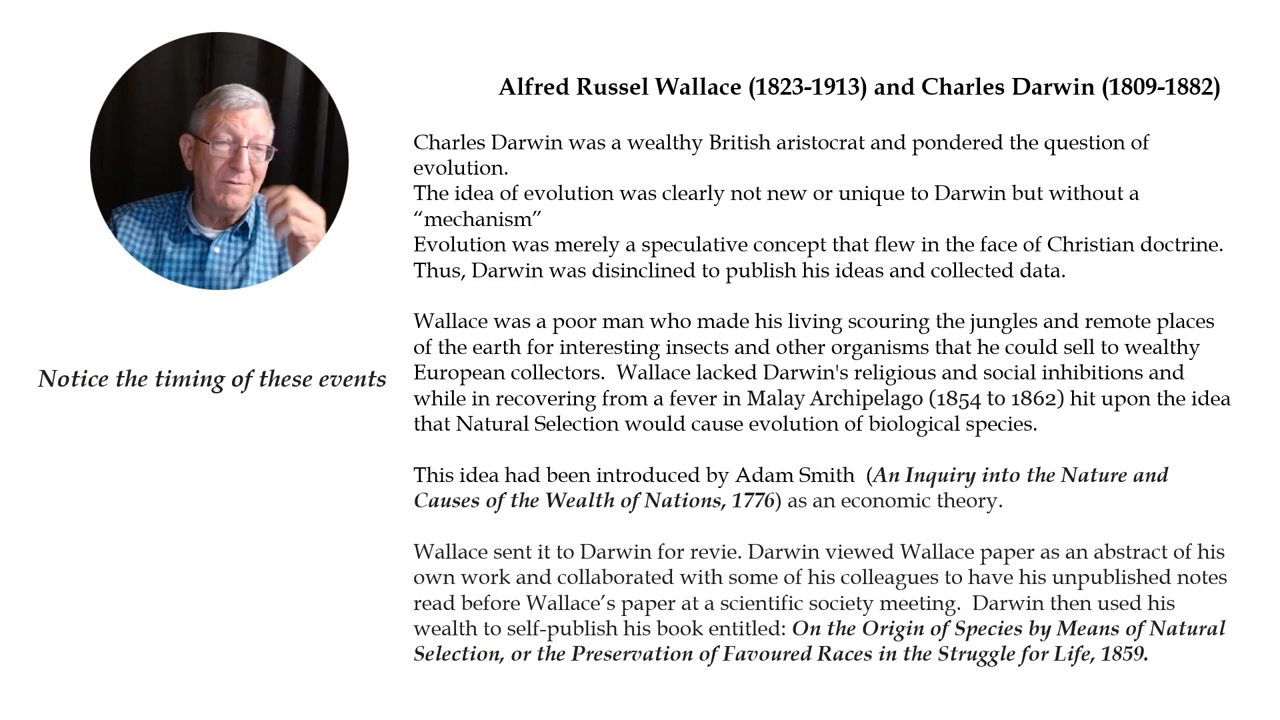 Alfred Russel Wallace (1823-1913) and Charles Darwin (1809-1882)
Charles Darwin was a wealthy British aristocrat and pondered the question of
evolution.
The idea of evolution was clearly not new or unique to Darwin but without a
“mechanism”
Evolution was merely a speculative concept that flew in the face of Christian doctrine.
Thus, Darwin was disinclined to publish his ideas and collected data.
Wallace was a poor man who made his living scouring the jungles and remote places
of the earth for interesting insects and other organisms that he could sell to wealthy
European collectors.  Wallace lacked Darwin's religious and social inhibitions and
while in recovering from a fever in Malay Archipelago (1854 to 1862) hit upon the idea
that Natural Selection would cause evolution of biological species.
Notice the timing of these events
This idea had been introduced by Adam Smith  (An Inquiry into the Nature and
Causes of the Wealth of Nations, 1776) as an economic theory.
Wallace sent it to Darwin for revie. Darwin viewed Wallace paper as an abstract of his
own work and collaborated with some of his colleagues to have his unpublished notes
read before Wallace’s paper at a scientific society meeting.  Darwin then used his
wealth to self-publish his book entitled: On the Origin of Species by Means of Natural
Selection, or the Preservation of Favoured Races in the Struggle for Life, 1859.